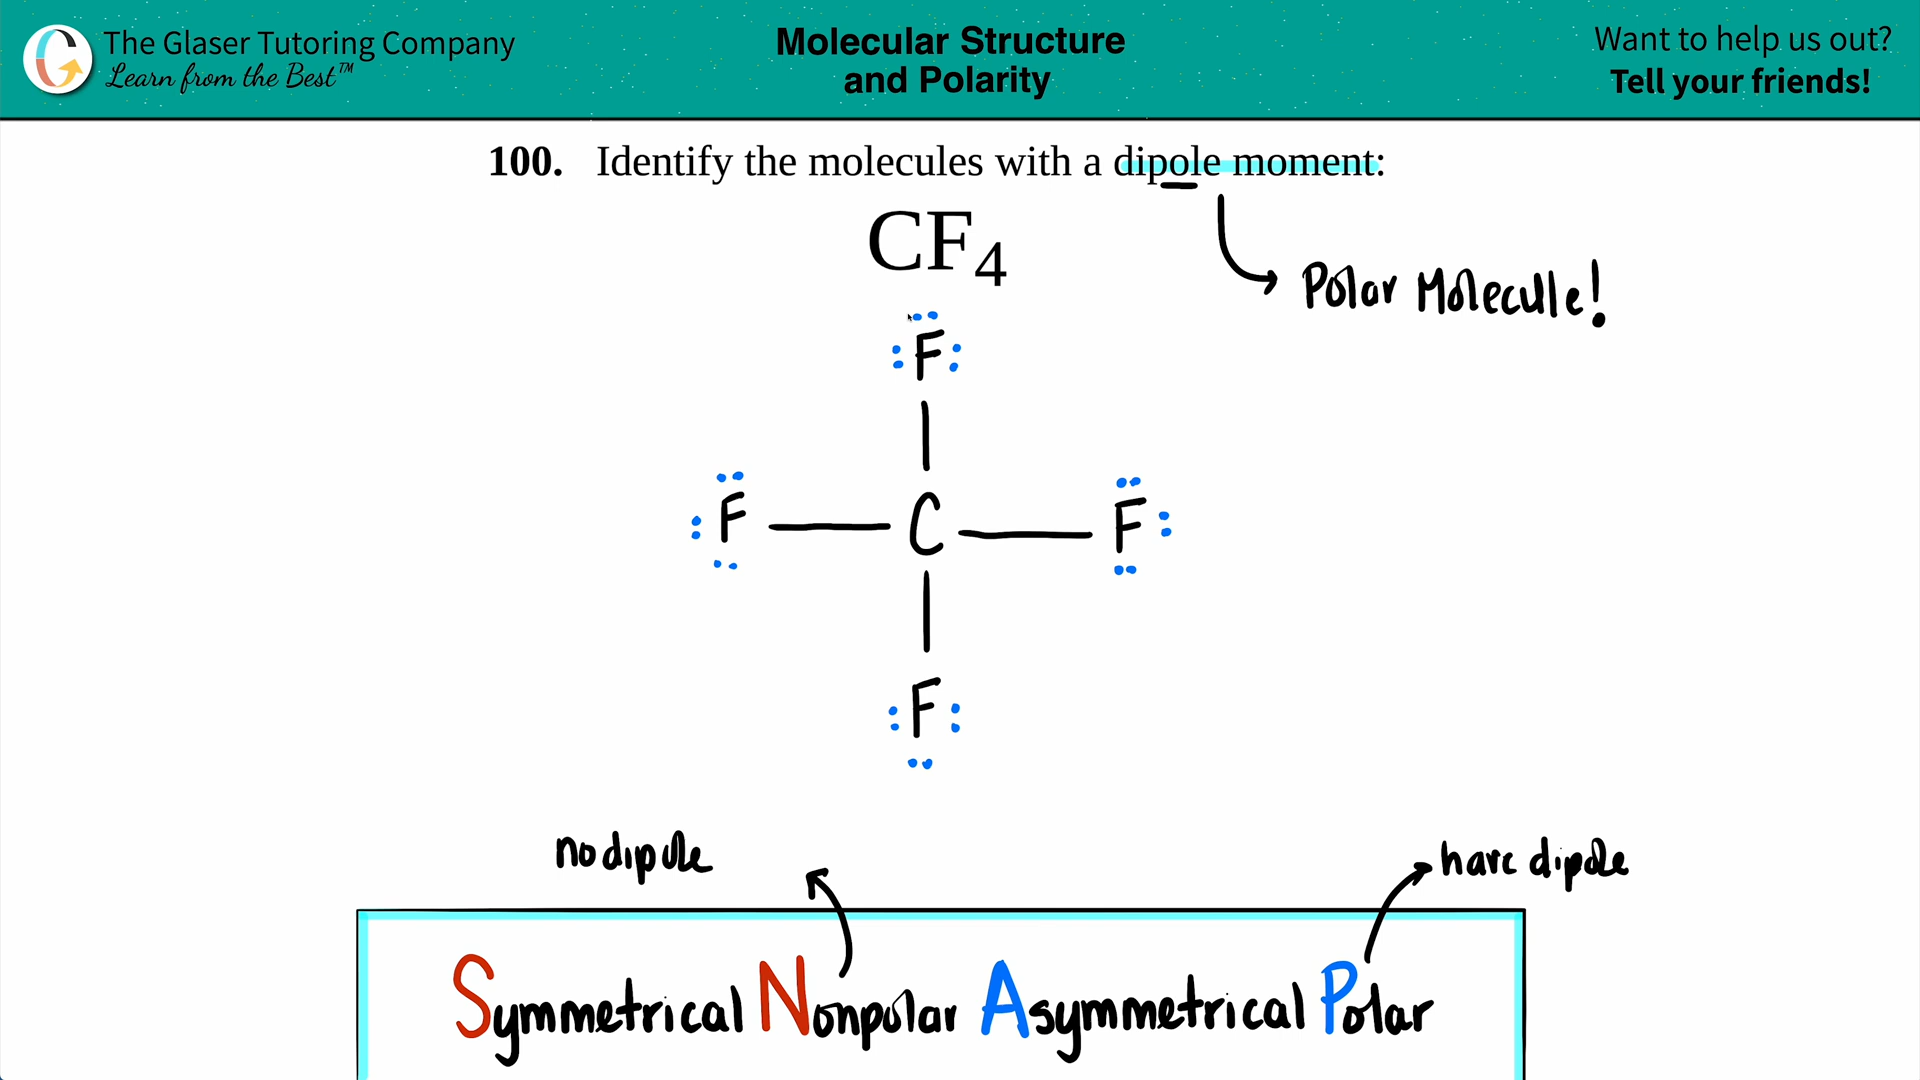 The Glaser Tutoring Company
Learn from the Best™
Molecular Structure
and Polarity
Want to help us out?
Tell your friends!
100. Identify the molecules with a dipole moment:
CF₄
Polar Molecule!
F
F C F
F
no dipole
have dipole
Symmetrical Nonpolar Asymmetrical Polar